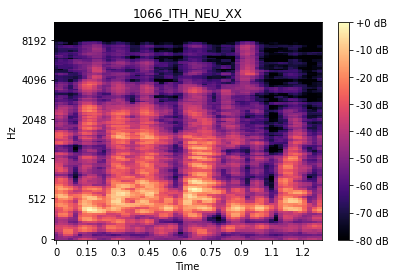 1066_ITH_NEU_XX
+0 dB
8192
-10 dB
4096
-20 dB
-30 dB
2048
Hz
-40 dB
1024
-50 dB
512
-60 dB
-70 dB
0
-80 dB
0 0.15 0.3 0.45 0.6 0.75 0.9 1.1 1.2
Time